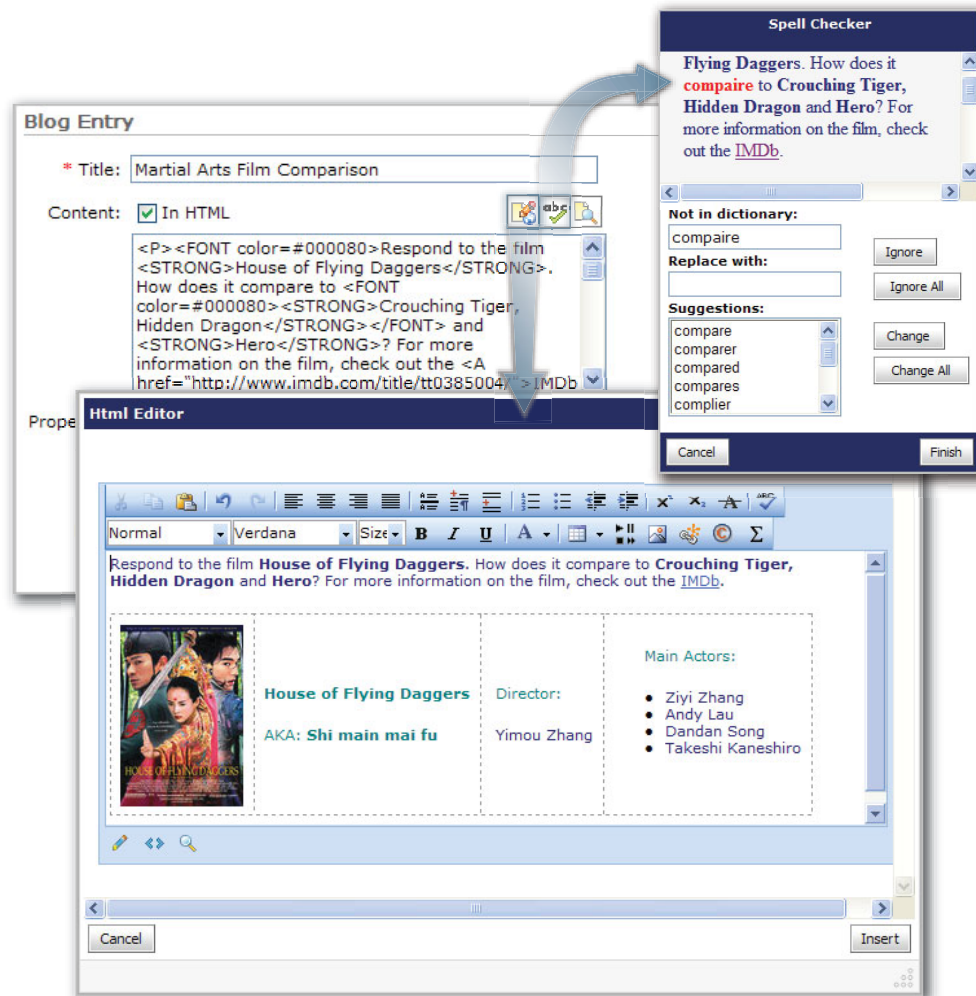 Spell Checker
Flying Daggers. How does it
compaire to Crouching Tiger,
Hidden Dragon and Hero? For
more information on the film, check
out the IMDb.
Not in dictionary:
compaire
Replace with:
Suggestions:
compare
comparer
compared
compares
complier
Ignore
Ignore All
Change
Change All
Cancel
Finish
Blog Entry
* Title: Martial Arts Film Comparison
Content: In HTML
abc
<P><FONT color=#000080>Respond to the film
<STRONG>House of Flying Daggers</STRONG>.
How does it compare to <FONT
color=#000080><STRONG>Crouching Tiger,
Hidden Dragon</STRONG></FONT> and
<STRONG>Hero</STRONG>? For more
information on the film, check out the <A
href="http://www.imdb.com/title/tt0385004/">IMDb
Prope
Html Editor
ABC
Normal Verdana Size B I U A Σ
Respond to the film House of Flying Daggers. How does it compare to Crouching Tiger,
Hidden Dragon and Hero? For more information on the film, check out the IMDb.
HOUSE OF FLYING DAGGERS
House of Flying Daggers
AKA: Shi main mai fu
Director:
Yimou Zhang
Main Actors:
Ziyi Zhang
Andy Lau
Dandan Song
Takeshi Kaneshiro
Cancel
Insert